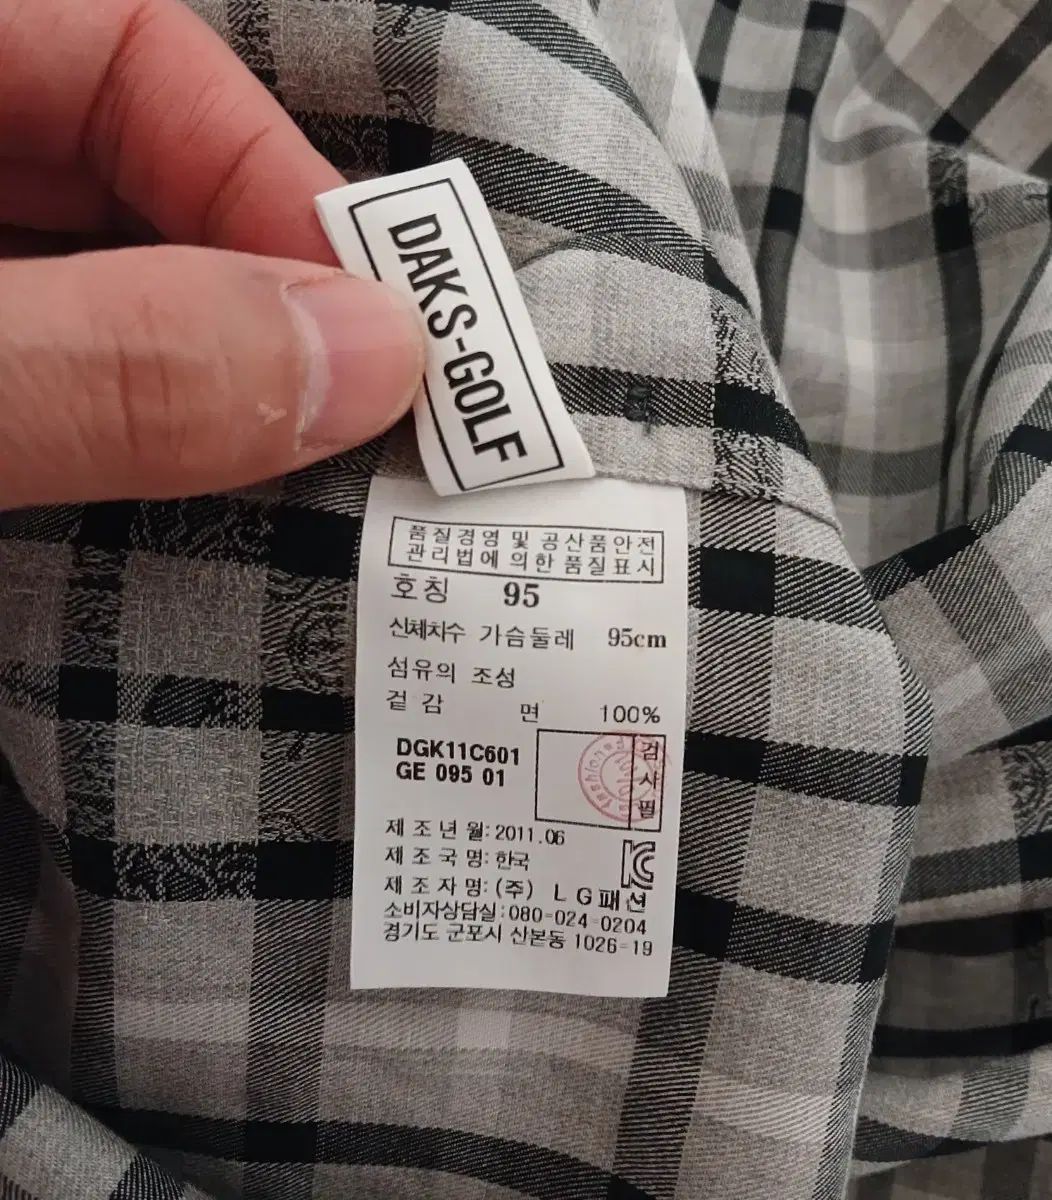 DAKS-GOLF
품질경영 및 공산품안전
관리법에 의한 품질표시
호칭 95
신체치수 가슴둘레 95cm
섬유의 조성
겉감 면 100%
DGK11C601
GE 095 01
검사필
제조년월:2011.06
제조국명:한국
제조자명:(주) LG패션
소비자상담실:080-024-0204
경기도 군포시 산본동 1026-19